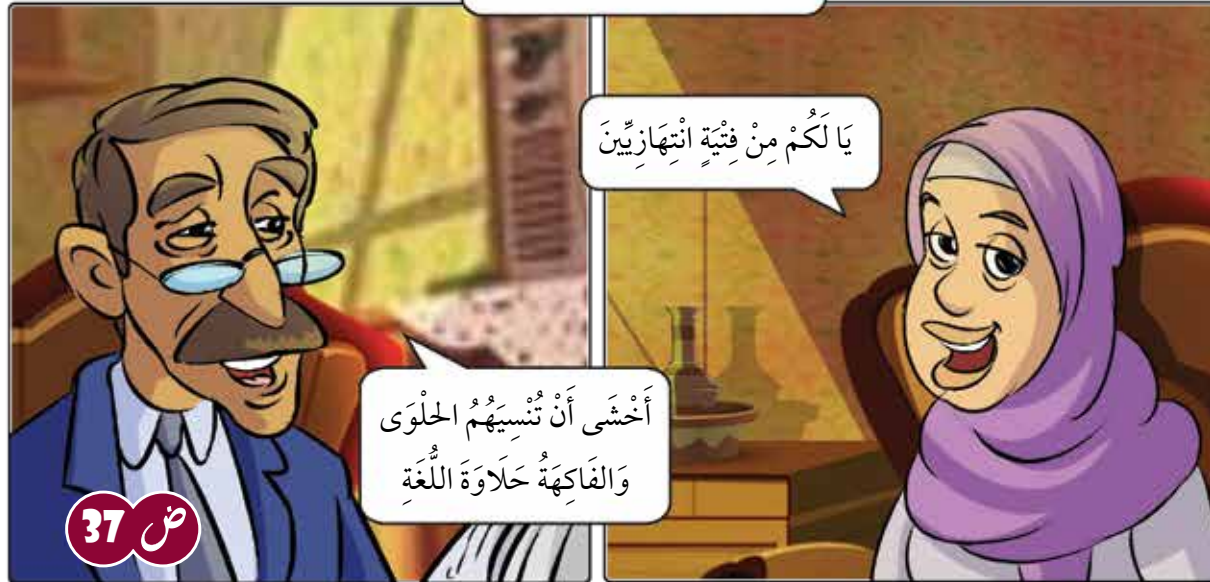 يَا لَكُمْ مِنْ فِتْيَةٍ انْتِهَازِيِّينَ
أَخْشَى أَنْ تُنْسِيَهُمُ الحلْوَى
وَالفَاكِهَةُ حَلَاوَةَ اللُّغَةِ
ض 37